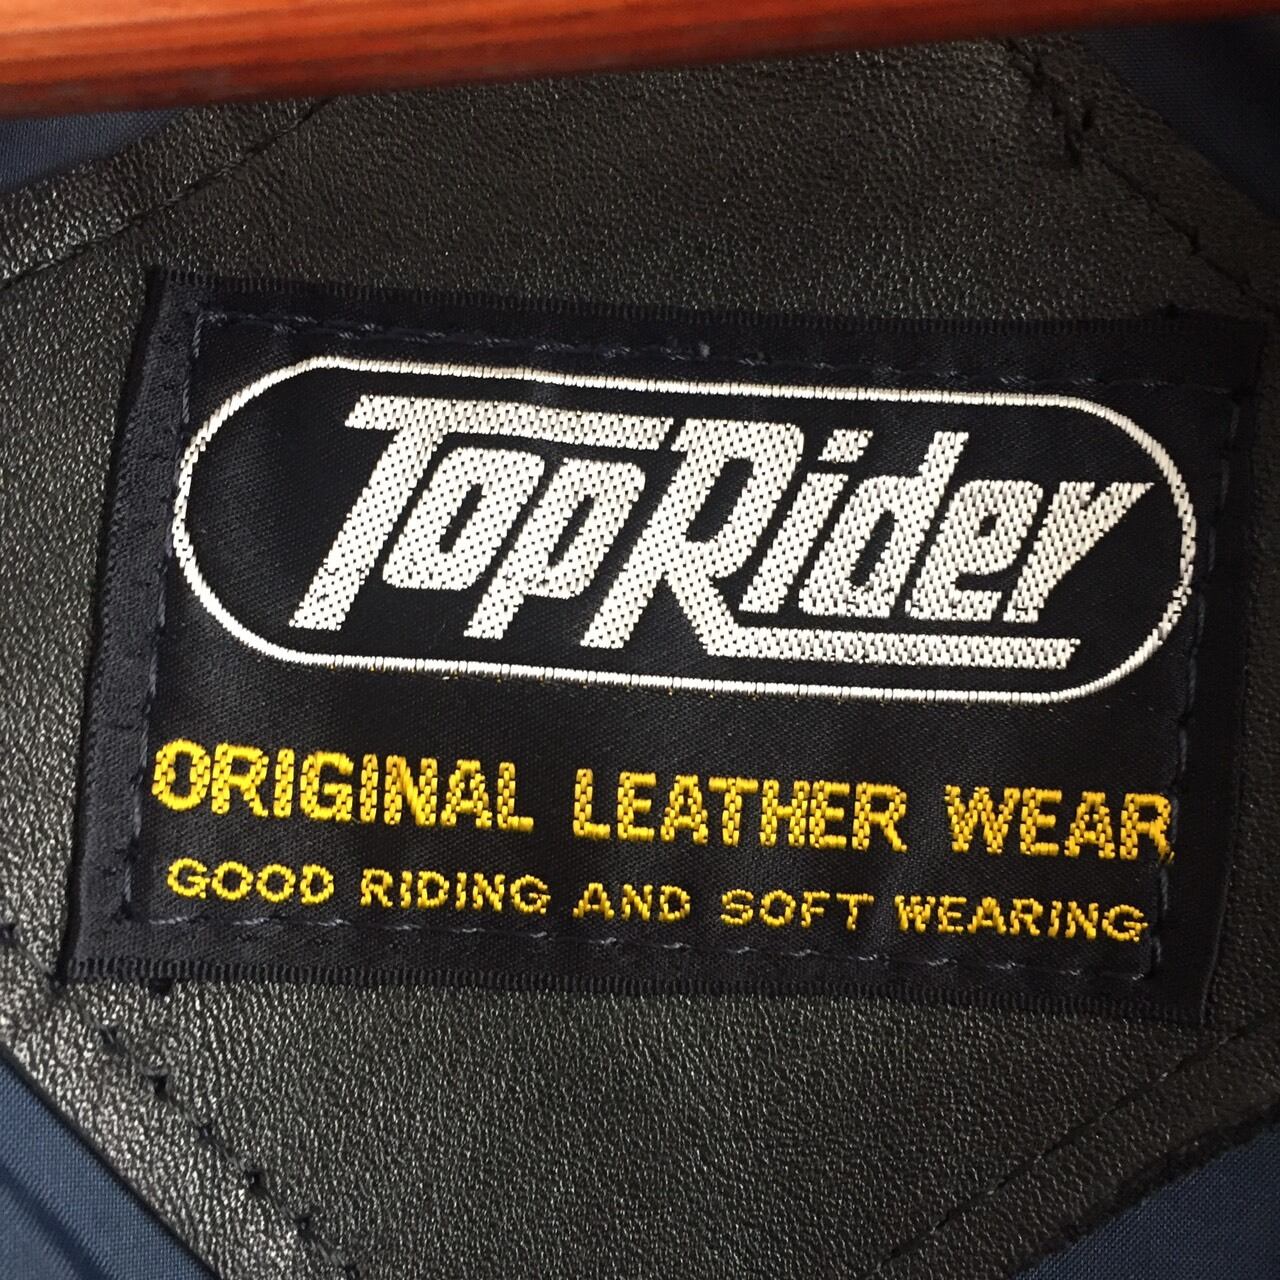 TopRider
ORIGINAL LEATHER WEAR
GOOD RIDING AND SOFT WEARING